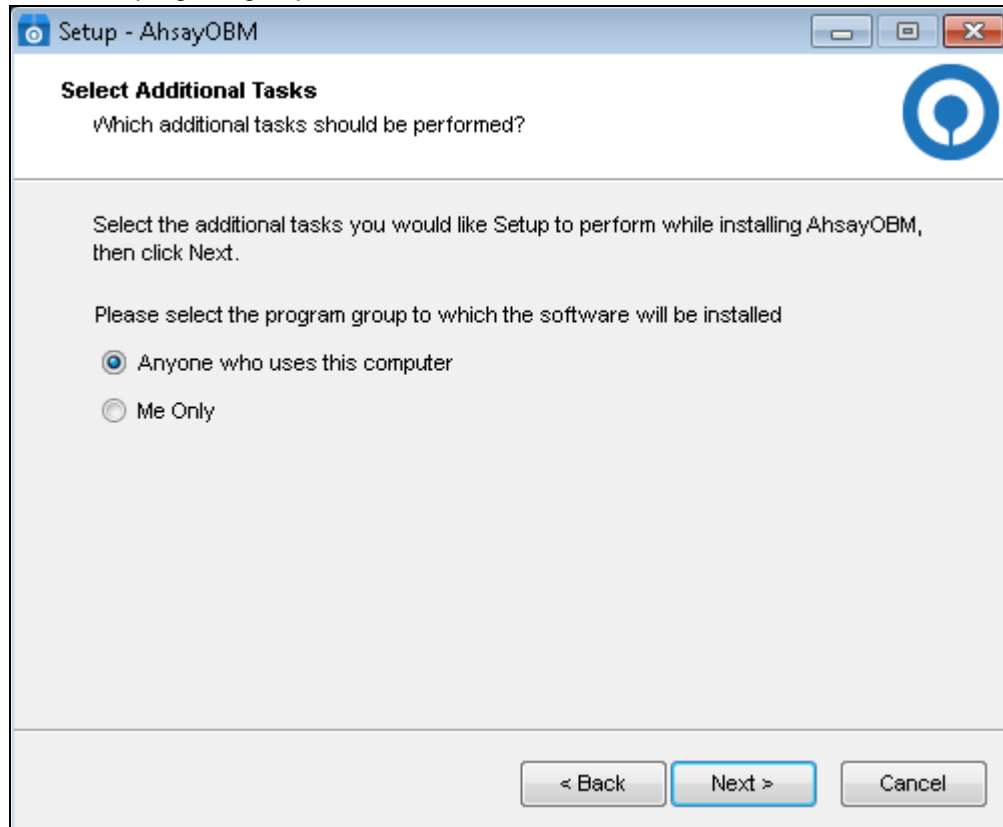 Setup - AhsayOBM
Select Additional Tasks
Which additional tasks should be performed?
Select the additional tasks you would like Setup to perform while installing AhsayOBM,
then click Next.
Please select the program group to which the software will be installed
Anyone who uses this computer
Me Only
< Back Next > Cancel